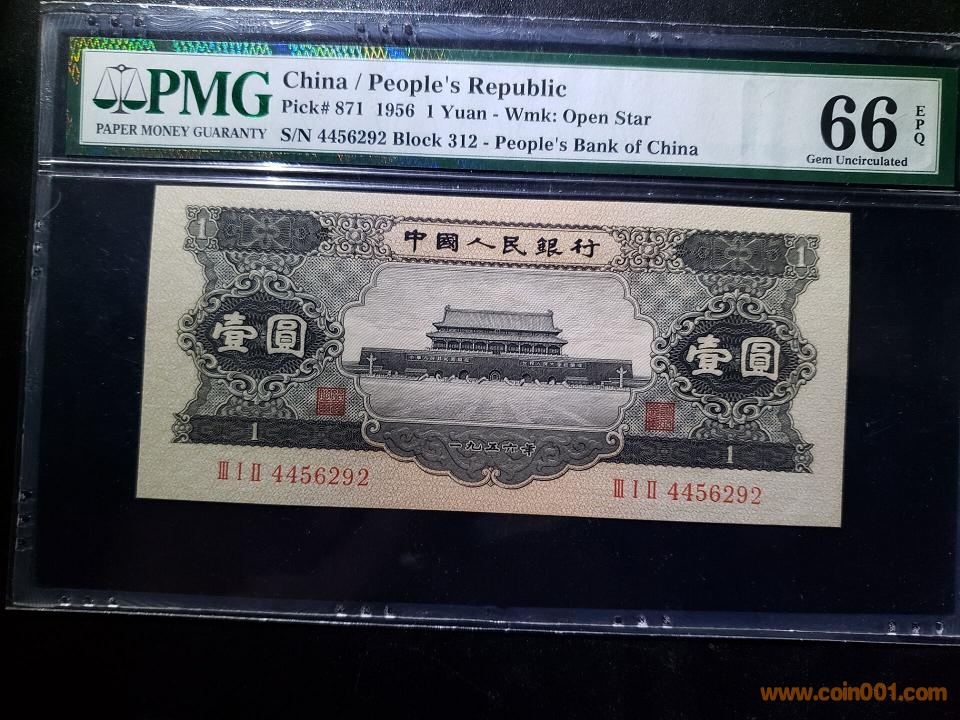 PMG
PAPER MONEY GUARANTY
China / People's Republic
Pick# 871 1956 1 Yuan - Wmk: Open Star
S/N 4456292 Block 312 - People's Bank of China
66
EPQ
Gem Uncirculated
1
中國人民銀行
1
壹圓
壹圓
1
一九五六年
1
Ⅲ Ⅰ Ⅱ 4456292
Ⅲ Ⅰ Ⅱ 4456292
www.coin001.com